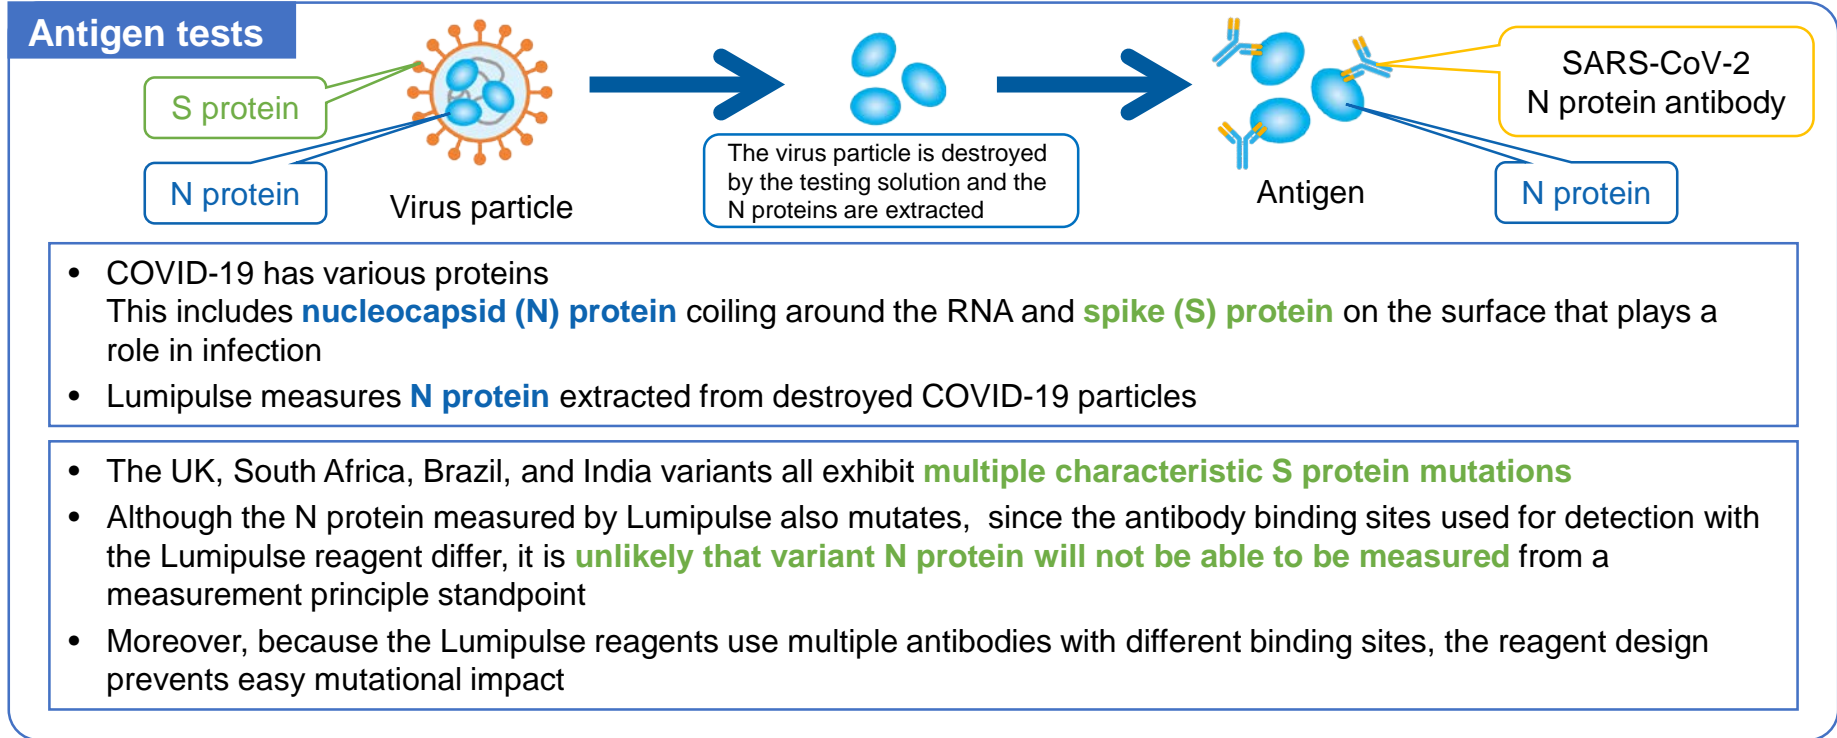 Antigen tests
S protein
N protein
Virus particle
The virus particle is destroyed
by the testing solution and the
N proteins are extracted
Antigen
SARS-CoV-2
N protein antibody
N protein
• COVID-19 has various proteins
This includes nucleocapsid (N) protein coiling around the RNA and spike (S) protein on the surface that plays a
role in infection
• Lumipulse measures N protein extracted from destroyed COVID-19 particles
• The UK, South Africa, Brazil, and India variants all exhibit multiple characteristic S protein mutations
• Although the N protein measured by Lumipulse also mutates,  since the antibody binding sites used for detection with
the Lumipulse reagent differ, it is unlikely that variant N protein will not be able to be measured from a
measurement principle standpoint
• Moreover, because the Lumipulse reagents use multiple antibodies with different binding sites, the reagent design
prevents easy mutational impact